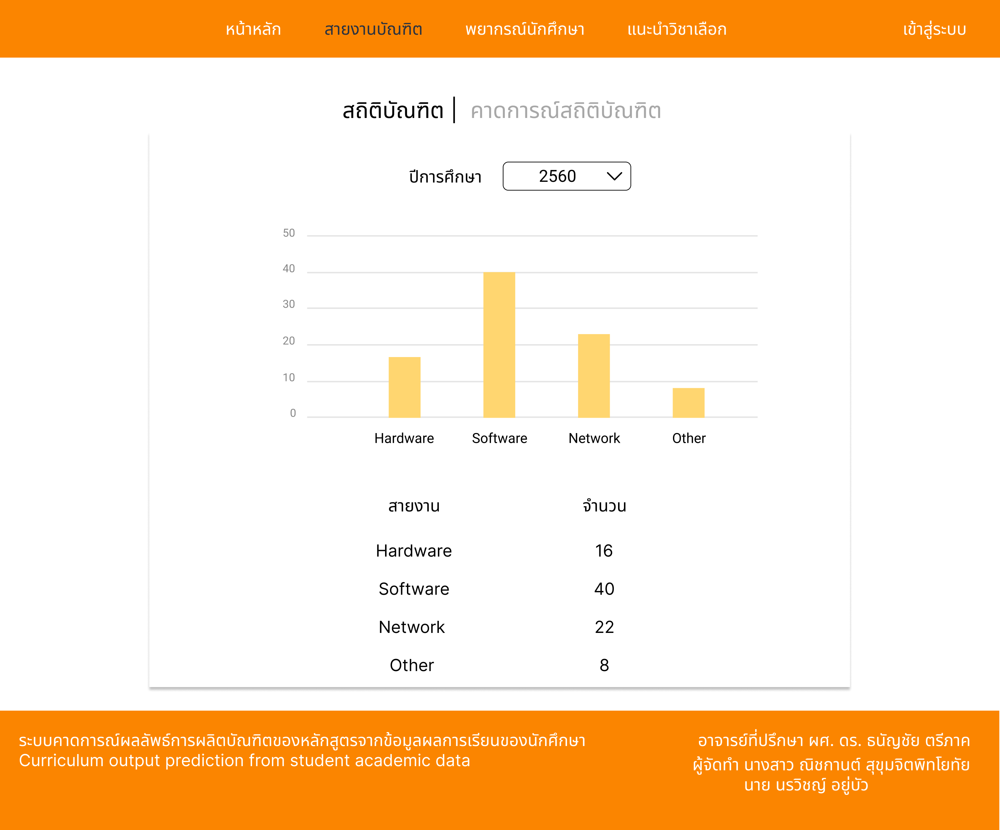 หน้าหลัก สายงานบัณฑิต พยากรณ์นักศึกษา แนะนำวิชาเลือก เข้าสู่ระบบ
สถิติบัณฑิต | คาดการณ์สถิติบัณฑิต
ปีการศึกษา 2560
50
40
30
20
10
0
Hardware Software Network Other
สายงาน จำนวน
Hardware 16
Software 40
Network 22
Other 8
ระบบคาดการณ์ผลลัพธ์การผลิตบัณฑิตของหลักสูตรจากข้อมูลผลการเรียนของนักศึกษา
Curriculum output prediction from student academic data
อาจารย์ที่ปรึกษา ผศ. ดร. ธนัญชัย ตรีภาค
ผู้จัดทำ นางสาว ณิชกานต์ สุขุมจิตพิทโยทัย
นาย นรวิชญ์ อยู่บัว